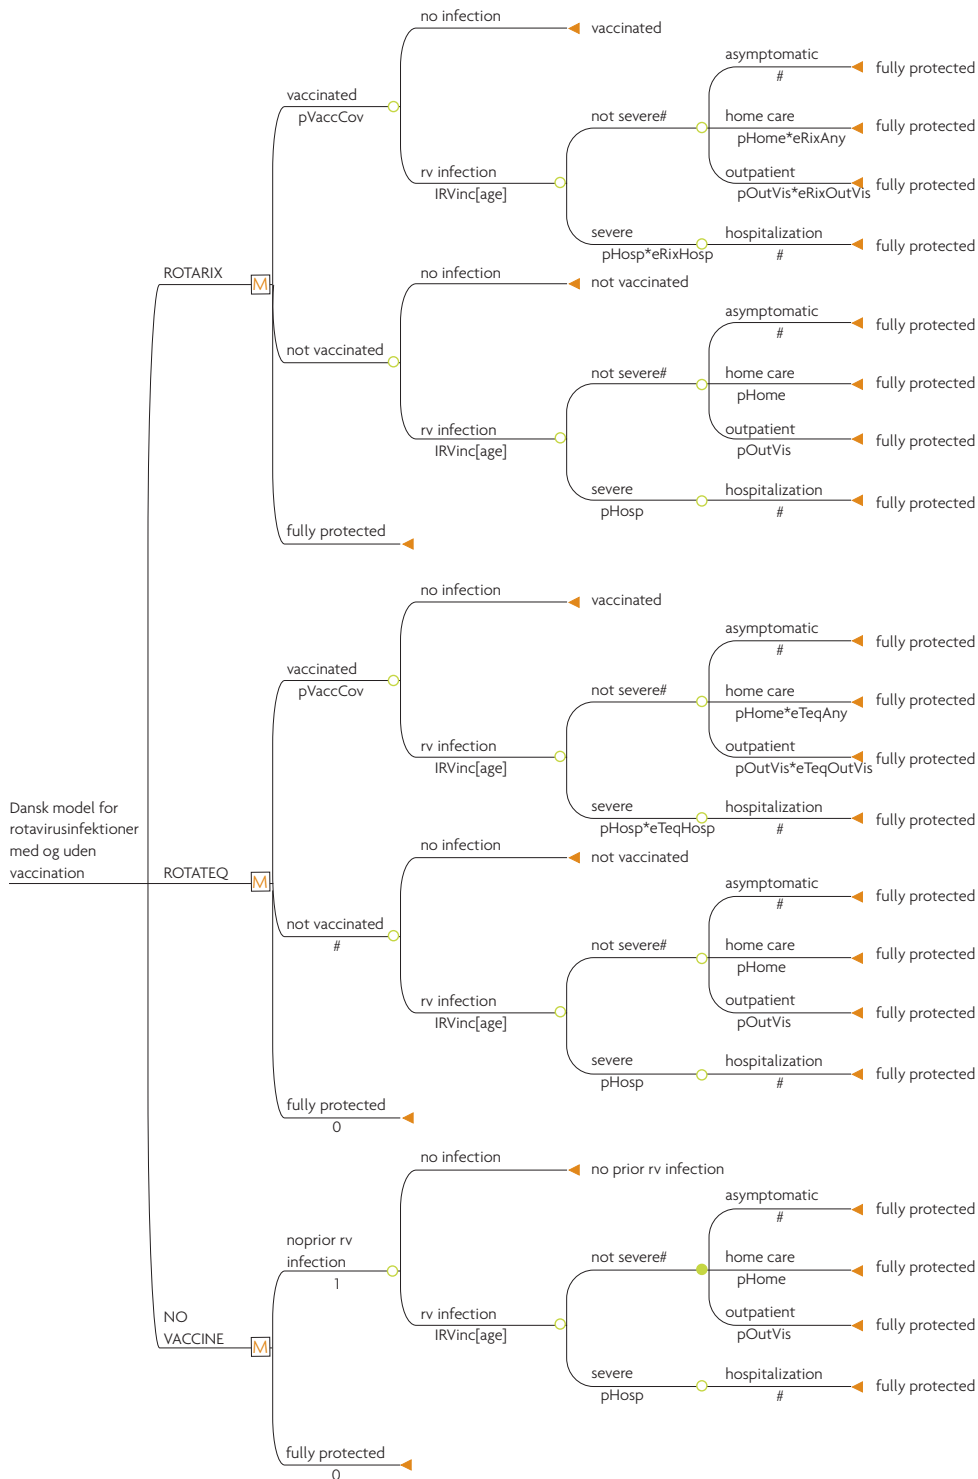 no infection
vaccinated
asymptomatic
#
fully protected
vaccinated
pVaccCov
not severe#
home care
pHome*eRixAny
fully protected
rv infection
IRVinc[age]
outpatient
pOutVis*eRixOutVis
fully protected
severe
pHosp*eRixHosp
hospitalization
#
fully protected
ROTARIX
M
no infection
not vaccinated
asymptomatic
#
fully protected
not vaccinated
not severe#
home care
pHome
fully protected
rv infection
IRVinc[age]
outpatient
pOutVis
fully protected
severe
pHosp
hospitalization
#
fully protected
fully protected
no infection
vaccinated
asymptomatic
#
fully protected
vaccinated
pVaccCov
not severe#
home care
pHome*eTeqAny
fully protected
rv infection
IRVinc[age]
outpatient
pOutVis*eTeqOutVis
fully protected
severe
pHosp*eTeqHosp
hospitalization
#
fully protected
Dansk model for
rotavirusinfektioner
med og uden
vaccination
ROTATEQ
M
no infection
not vaccinated
asymptomatic
#
fully protected
not vaccinated
#
not severe#
home care
pHome
fully protected
rv infection
IRVinc[age]
outpatient
pOutVis
fully protected
severe
pHosp
hospitalization
#
fully protected
fully protected
0
no infection
no prior rv infection
asymptomatic
#
fully protected
noprior rv
infection
1
not severe#
home care
pHome
fully protected
rv infection
IRVinc[age]
outpatient
pOutVis
fully protected
NO
VACCINE
M
severe
pHosp
hospitalization
#
fully protected
fully protected
0